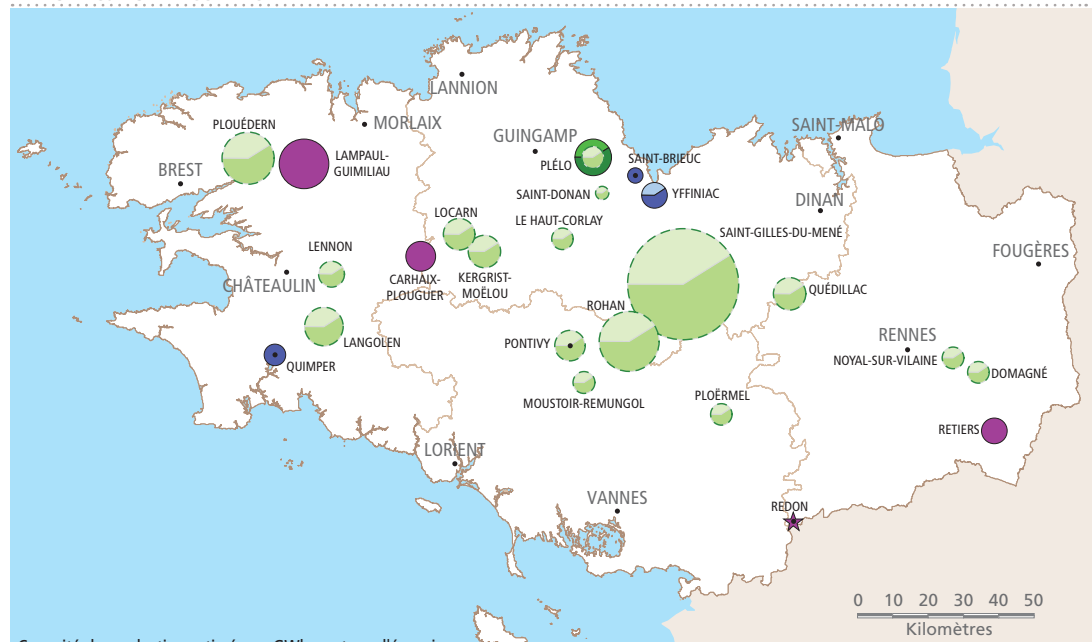 LANNION
MORLAIX
PLOUÉDERN
GUINGAMP
SAINT-MALO
LAMPAUL-
GUIMILIAU
PLÉLO
SAINT-BRIEUC
BREST
SAINT-DONAN
YFFINIAC
DINAN
LOCARN
LE HAUT-CORLAY
SAINT-GILLES-DU-MENÉ
LENNON
FOUGÈRES
CHÂTEAULIN
CARHAIX-
PLOUGUER
KERGRIST-
MOËLOU
QUÉDILLAC
ROHAN
RENNES
LANGOLEN
PONTIVY
NOYAL-SUR-VILAINE
QUIMPER
DOMAGNÉ
MOUSTOIR-REMUNGOL
PLOËRMEL
RETIERS
LORIENT
VANNES
REDON
0 10 20 30 40 50
Kilomètres